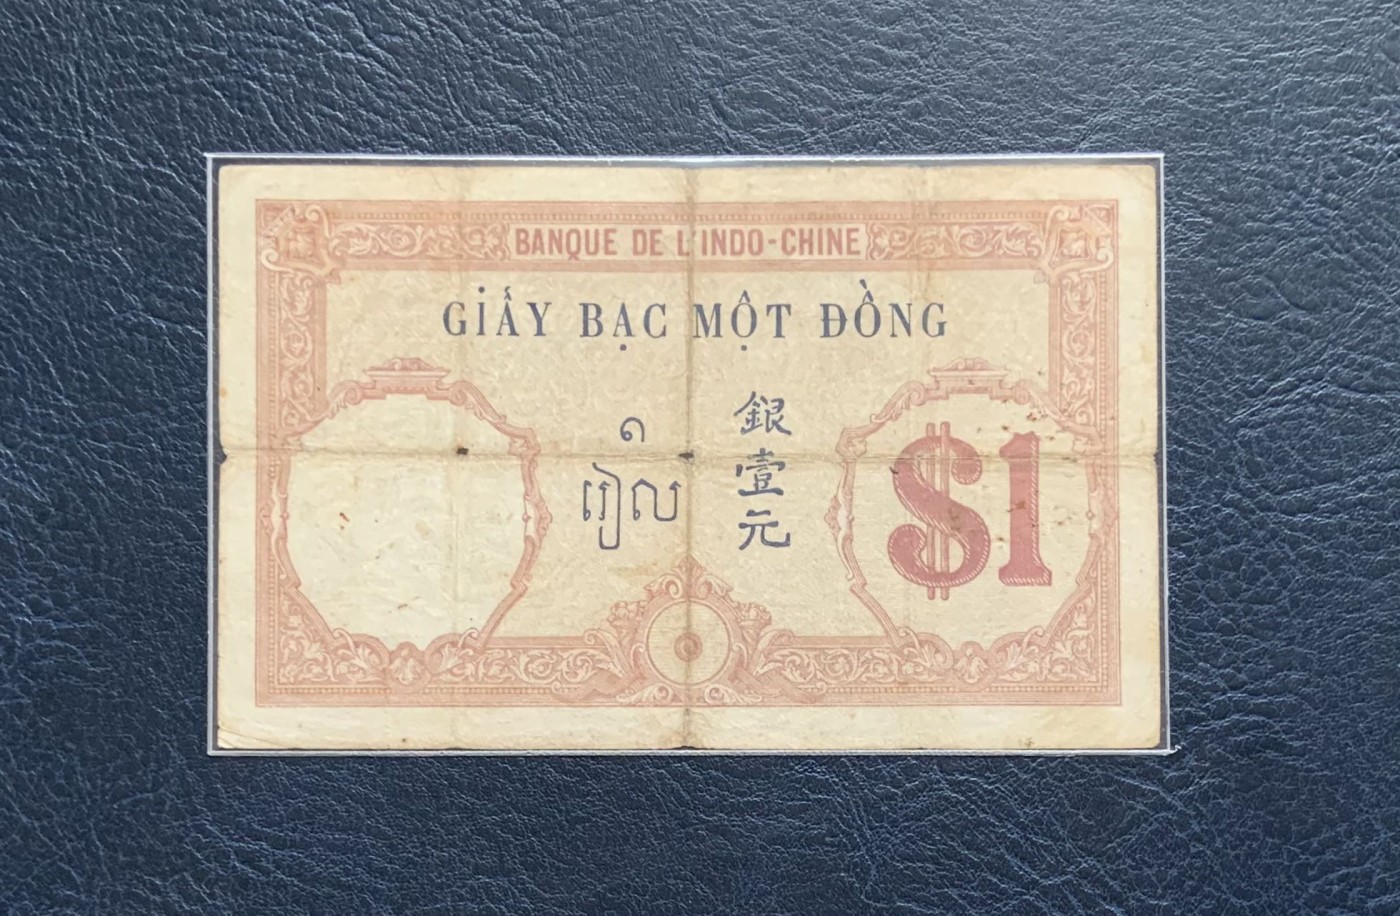 BANQUE DE L'INDO-CHINE
GIẤY BẠC MỘT ĐỒNG
១
រៀល
銀壹元
$1